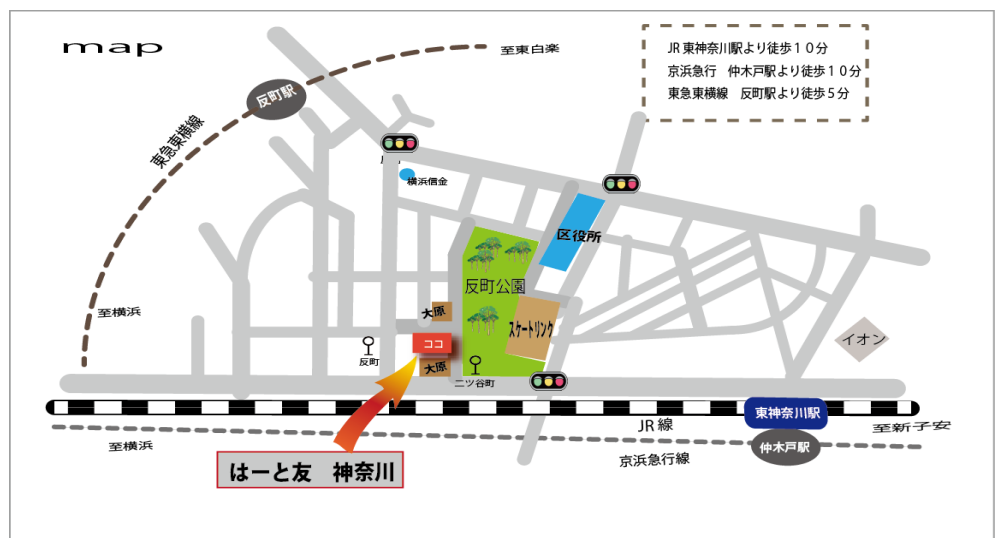 map
至東白楽
JR東神奈川駅より徒歩１０分
京浜急行　仲木戸駅より徒歩１０分
東急東横線　反町駅より徒歩５分
反町駅
東急東横線
横浜信金
区役所
反町公園
至横浜
大原
スケートリンク
ココ
イオン
反町
大原
二ツ谷町
東神奈川駅
JR線
至新子安
至横浜
仲木戸駅
京浜急行線
はーと友　神奈川